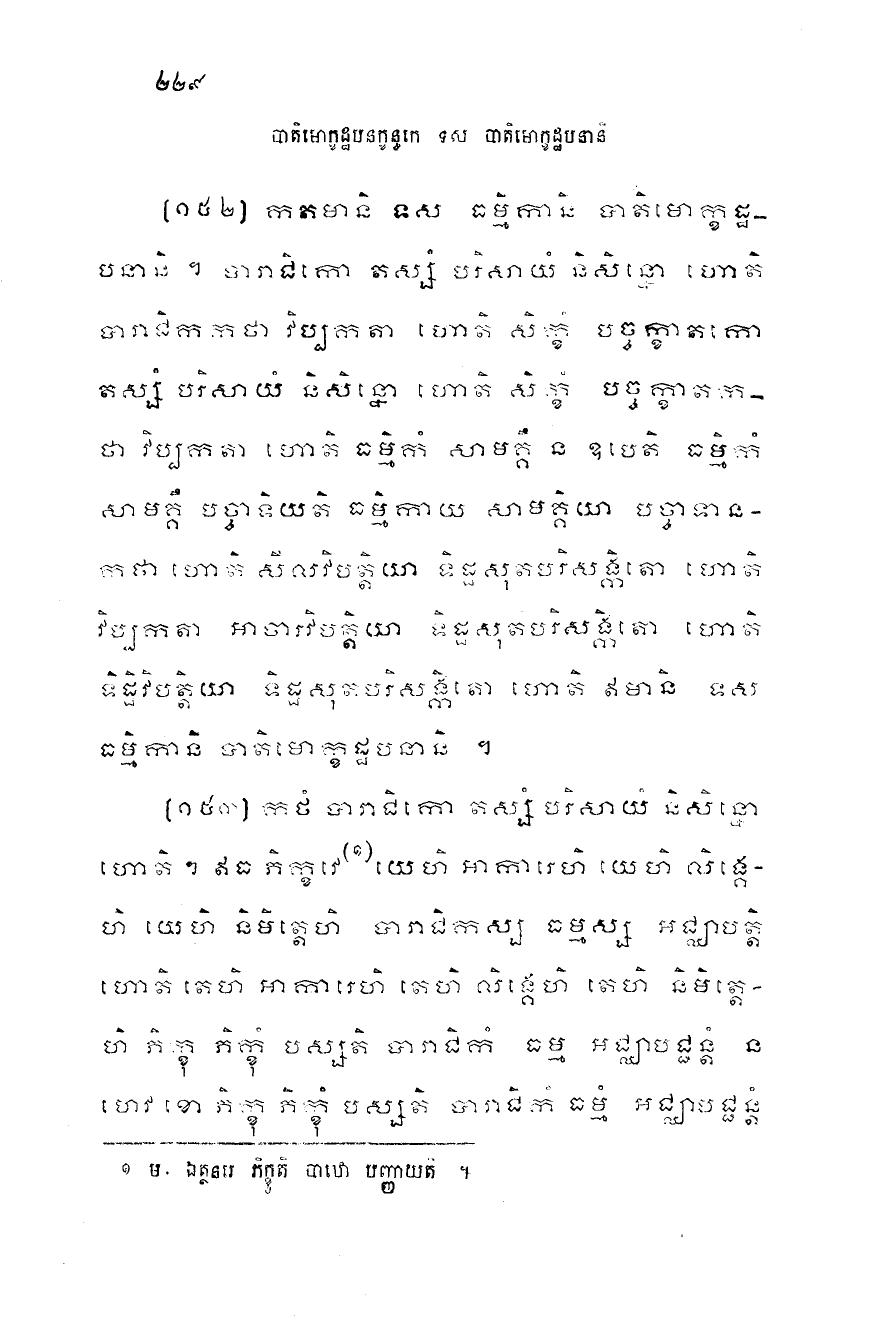 ២២៩
បាតិមោក្ខដ្ឋបនក្ខន្ធកេ ទស បាតិមោក្ខដ្ឋបនានិ
[១៥២] កតមានិ ទស ធម្មិកានិ បាតិមោក្ខដ្ឋ-
បនានិ ។ បារាជិកោ តស្សំ បរិសាយំ និសិន្នោ ហោតិ
បារាជិកកថា វិប្បកតា ហោតិ សិក្ខំ បច្ចក្ខាតកោ
តស្សំ បរិសាយំ និសិន្នោ ហោតិ សិក្ខំ បច្ចក្ខាតក-
ថា វិប្បកតា ហោតិ ធម្មិកំ សាមគ្គឹ ន ឧបេតិ ធម្មិកំ
សាមគ្គឹ បច្ចាទិយតិ ធម្មិកាយ សាមគ្គិយា បច្ចាទាន-
កថា ហោតិ សីលវិបត្តិយា ទិដ្ឋសុតបរិសង្កិតោ ហោតិ
វិប្បកតា អាចារវិបត្តិយា ទិដ្ឋសុតបរិសង្កិតោ ហោតិ
ទិដ្ឋិវិបត្តិយា ទិដ្ឋសុតបរិសង្កិតោ ហោតិ ឥមានិ ទស
ធម្មិកានិ បាតិមោក្ខដ្ឋបនានិ ។
[១៥៣] កថំ បារាជិកោ តស្សំ បរិសាយំ និសិន្នោ
ហោតិ ។ ឥធ ភិក្ខវេ(១) យេហិ អាការេហិ យេហិ លិង្គេ-
ហិ យេហិ និមិត្តេហិ បារាជិកស្ស ធម្មស្ស អជ្ឈាបត្តិ
ហោតិ តេហិ អាការេហិ តេហិ លិង្គេហិ តេហិ និមិត្តេ-
ហិ ភិក្ខុ ភិក្ខុំ បស្សតិ បារាជិកំ ធម្ម អជ្ឈាបជ្ជន្តំ ន
ហេវ ខោ ភិក្ខុ ភិក្ខុំ បស្សតិ បារាជិកំ ធម្មំ អជ្ឈាបជ្ជន្តំ
១ ម. ឯត្ថន្តរេ ភិក្ខូតិ បាឋោ បញ្ញាយតិ ។